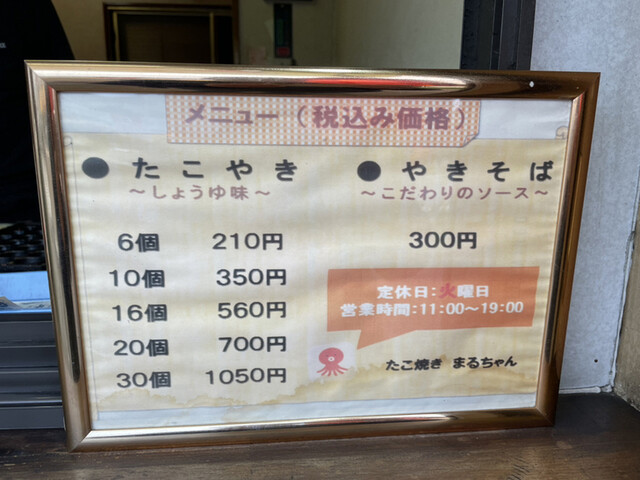 メニュー（税込み価格）
● たこやき
～しょうゆ味～
6個 210円
10個 350円
16個 560円
20個 700円
30個 1050円
● やきそば
～こだわりのソース～
300円
定休日：火曜日
営業時間：11:00～19:00
たこ焼き まるちゃん